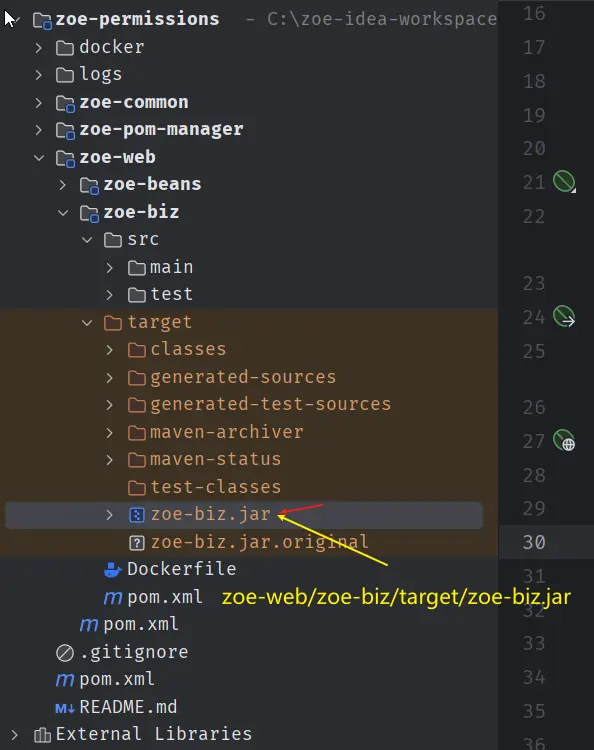 zoe-permissions - C:\zoe-idea-workspace
docker
logs
zoe-common
zoe-pom-manager
zoe-web
zoe-beans
zoe-biz
src
main
test
target
classes
generated-sources
generated-test-sources
maven-archiver
maven-status
test-classes
zoe-biz.jar
zoe-biz.jar.original
Dockerfile
pom.xml
zoe-web/zoe-biz/target/zoe-biz.jar
pom.xml
.gitignore
pom.xml
README.md
External Libraries
16
17
18
19
20
21
22
23
24
25
26
27
28
29
30
31
32
33
34
35
36